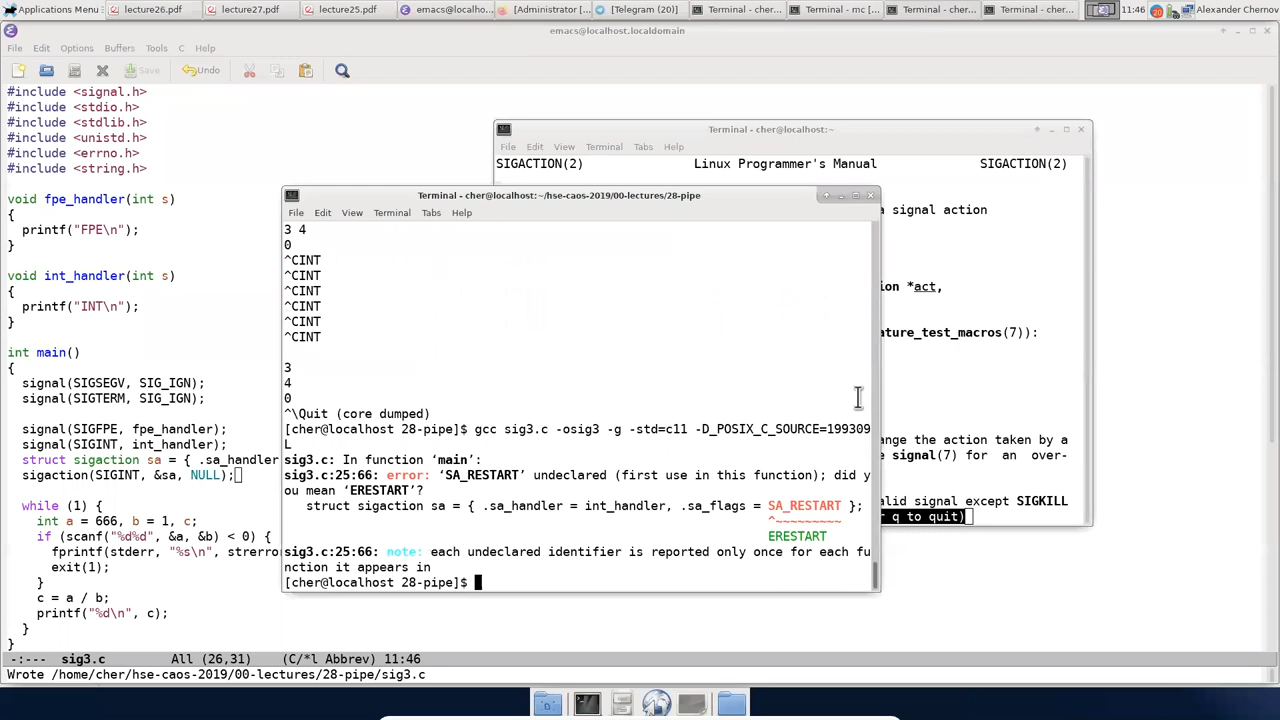 Applications Menu
lecture26.pdf
lecture27.pdf
lecture25.pdf
emacs@localho...
[Administrator ...
[Telegram (20)]
Terminal - cher...
Terminal - mc [...
Terminal - cher...
Terminal - cher...
20
11:46
Alexander Chernov
emacs@localhost.localdomain
File Edit Options Buffers Tools C Help
Save Undo
#include <signal.h>
#include <stdio.h>
#include <stdlib.h>
#include <unistd.h>
#include <errno.h>
#include <string.h>
void fpe_handler(int s)
{
printf("FPE\n");
}
void int_handler(int s)
{
printf("INT\n");
}
int main()
{
signal(SIGSEGV, SIG_IGN);
signal(SIGTERM, SIG_IGN);
signal(SIGFPE, fpe_handler);
signal(SIGINT, int_handler);
struct sigaction sa = { .sa_handler
sigaction(SIGINT, &sa, NULL);
while (1) {
int a = 666, b = 1, c;
if (scanf("%d%d", &a, &b) < 0) {
fprintf(stderr, "%s\n", strerro
exit(1);
}
c = a / b;
printf("%d\n", c);
}
}
-:--- sig3.c All (26,31) (C/*l Abbrev) 11:46
Wrote /home/cher/hse-caos-2019/00-lectures/28-pipe/sig3.c
Terminal - cher@localhost:~
File Edit View Terminal Tabs Help
SIGACTION(2) Linux Programmer's Manual SIGACTION(2)
a signal action
ion *act,
ature_test_macros(7)):
ange the action taken by a
e signal(7) for an over-
alid signal except SIGKILL
r q to quit)
Terminal - cher@localhost:~/hse-caos-2019/00-lectures/28-pipe
File Edit View Terminal Tabs Help
3 4
0
^CINT
^CINT
^CINT
^CINT
^CINT
^CINT
3
4
0
^\Quit (core dumped)
[cher@localhost 28-pipe]$ gcc sig3.c -osig3 -g -std=c11 -D_POSIX_C_SOURCE=199309
L
sig3.c: In function ‘main’:
sig3.c:25:66: error: ‘SA_RESTART’ undeclared (first use in this function); did y
ou mean ‘ERESTART’?
struct sigaction sa = { .sa_handler = int_handler, .sa_flags = SA_RESTART };
^~~~~~~~~~
ERESTART
sig3.c:25:66: note: each undeclared identifier is reported only once for each fu
nction it appears in
[cher@localhost 28-pipe]$